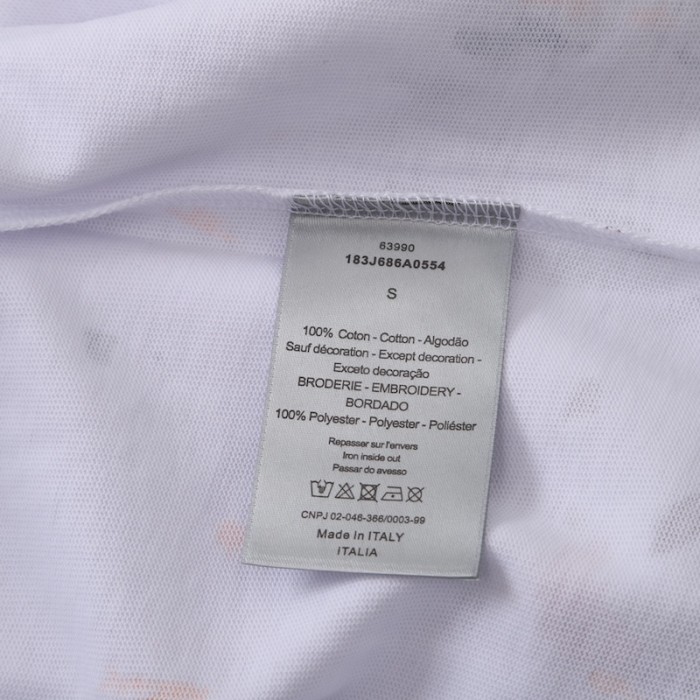 63990
183J686A0554
S
100% Coton - Cotton - Algodão
Sauf décoration - Except decoration -
Exceto decoração
BRODERIE - EMBROIDERY -
BORDADO
100% Polyester - Polyester - Poliéster
Repasser sur l'envers
Iron inside out
Passar do avesso
CNPJ 02-046-366/0003-99
Made in ITALY
ITALIA